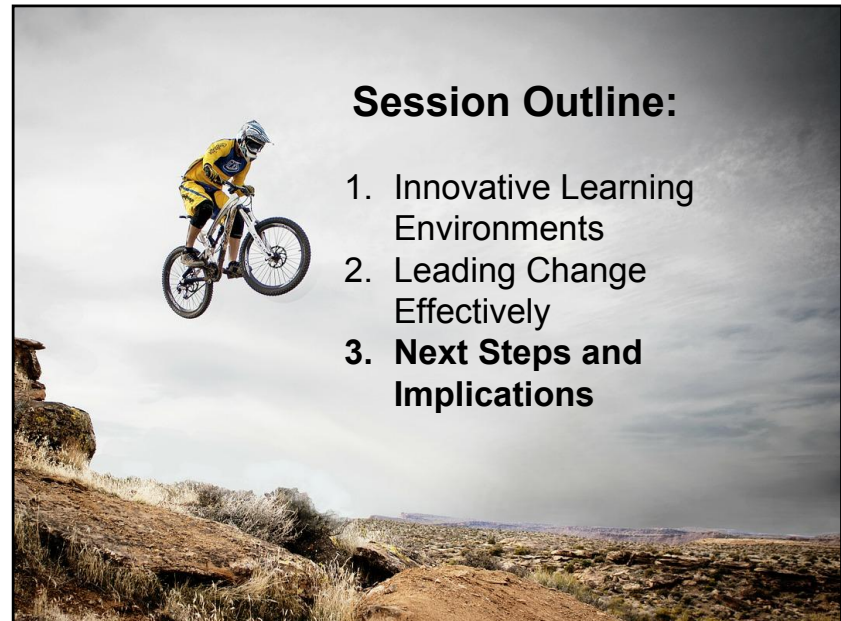 Session Outline:
1. Innovative Learning
Environments
2. Leading Change
Effectively
3. Next Steps and
Implications